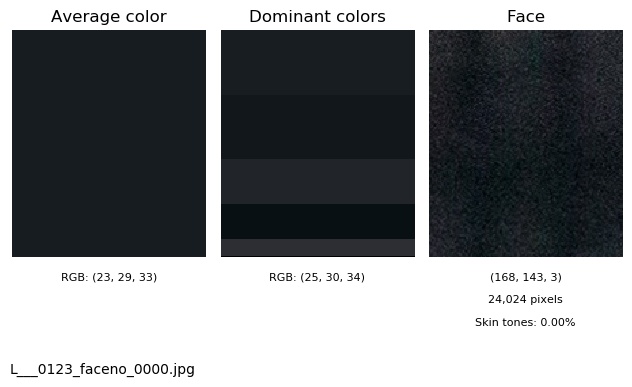 Average color
Dominant colors
Face
RGB: (23, 29, 33)
RGB: (25, 30, 34)
(168, 143, 3)
24,024 pixels
Skin tones: 0.00%
L___0123_faceno_0000.jpg